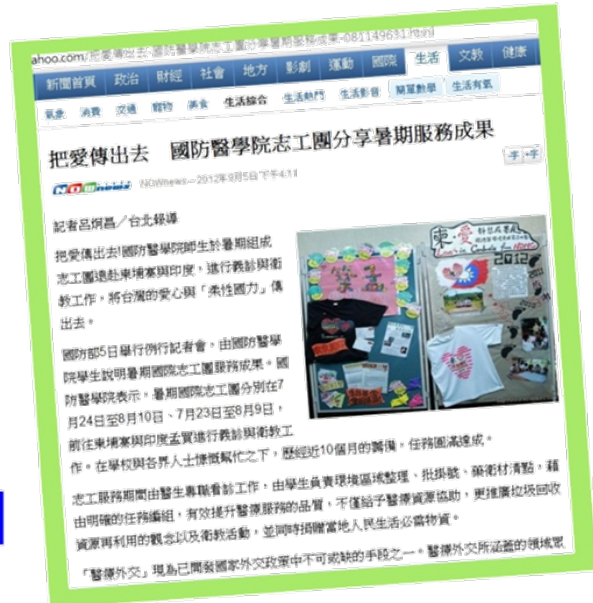 ahoo.com/把愛傳出去-國防醫學院志工團分享暑期服務成果-081149631.html
新聞首頁 政治 財經 社會 地方 影劇 運動 國際 生活 文教 健康
氣象 消費 交通 寵物 美食 生活綜合 生活熱門 生活影音 簡單數學 生活有氧
把愛傳出去　國防醫學院志工團分享暑期服務成果
NOWnews NOWnews – 2012年9月5日 下午4:11
-字 +字
記者呂炯昌／台北報導
把愛傳出去!國防醫學院師生於暑期組成
志工團遠赴柬埔寨與印度，進行義診與衛
教工作，將台灣的愛心與「柔性國力」傳
出去。
國防部5日舉行例行記者會，由國防醫學
院學生說明暑期國際志工團服務成果。國
防醫學院表示，暑期國際志工團分別在7
月24日至8月10日、7月23日至8月9日，
前往柬埔寨與印度孟買進行義診與衛教工
作。在學校與各界人士慷慨幫忙之下，歷經近10個月的籌備，任務圓滿達成。
志工服務期間由醫生專職看診工作，由學生負責環境區域整理、批掛號、藥衛材清點，藉
由明確的任務編組，有效提升醫療服務的品質，不僅給予醫療資源協助，更推廣垃圾回收
資源再利用的觀念以及衛教活動，並同時捐贈當地人民生活必需物資。
「醫療外交」現為已開發國家外交政策中不可或缺的手段之一。醫療外交所涵蓋的領域眾
柬愛
2012